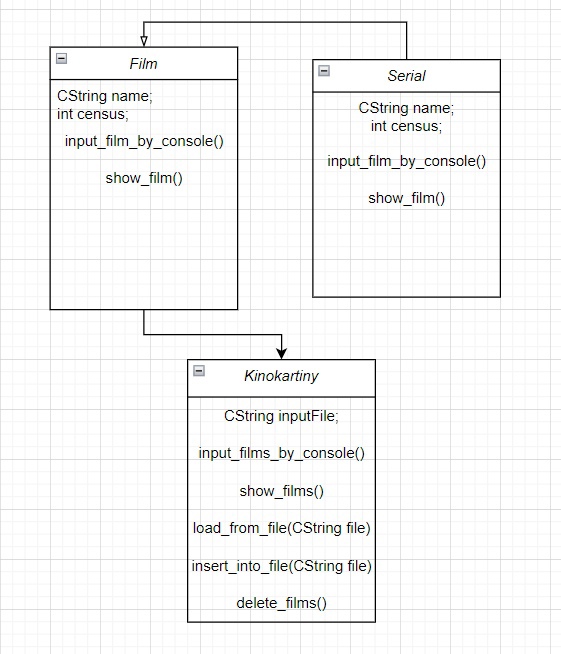 Film
CString name;
int census;
input_film_by_console()
show_film()
Serial
CString name;
int census;
input_film_by_console()
show_film()
Kinokartiny
CString inputFile;
input_films_by_console()
show_films()
load_from_file(CString file)
insert_into_file(CString file)
delete_films()